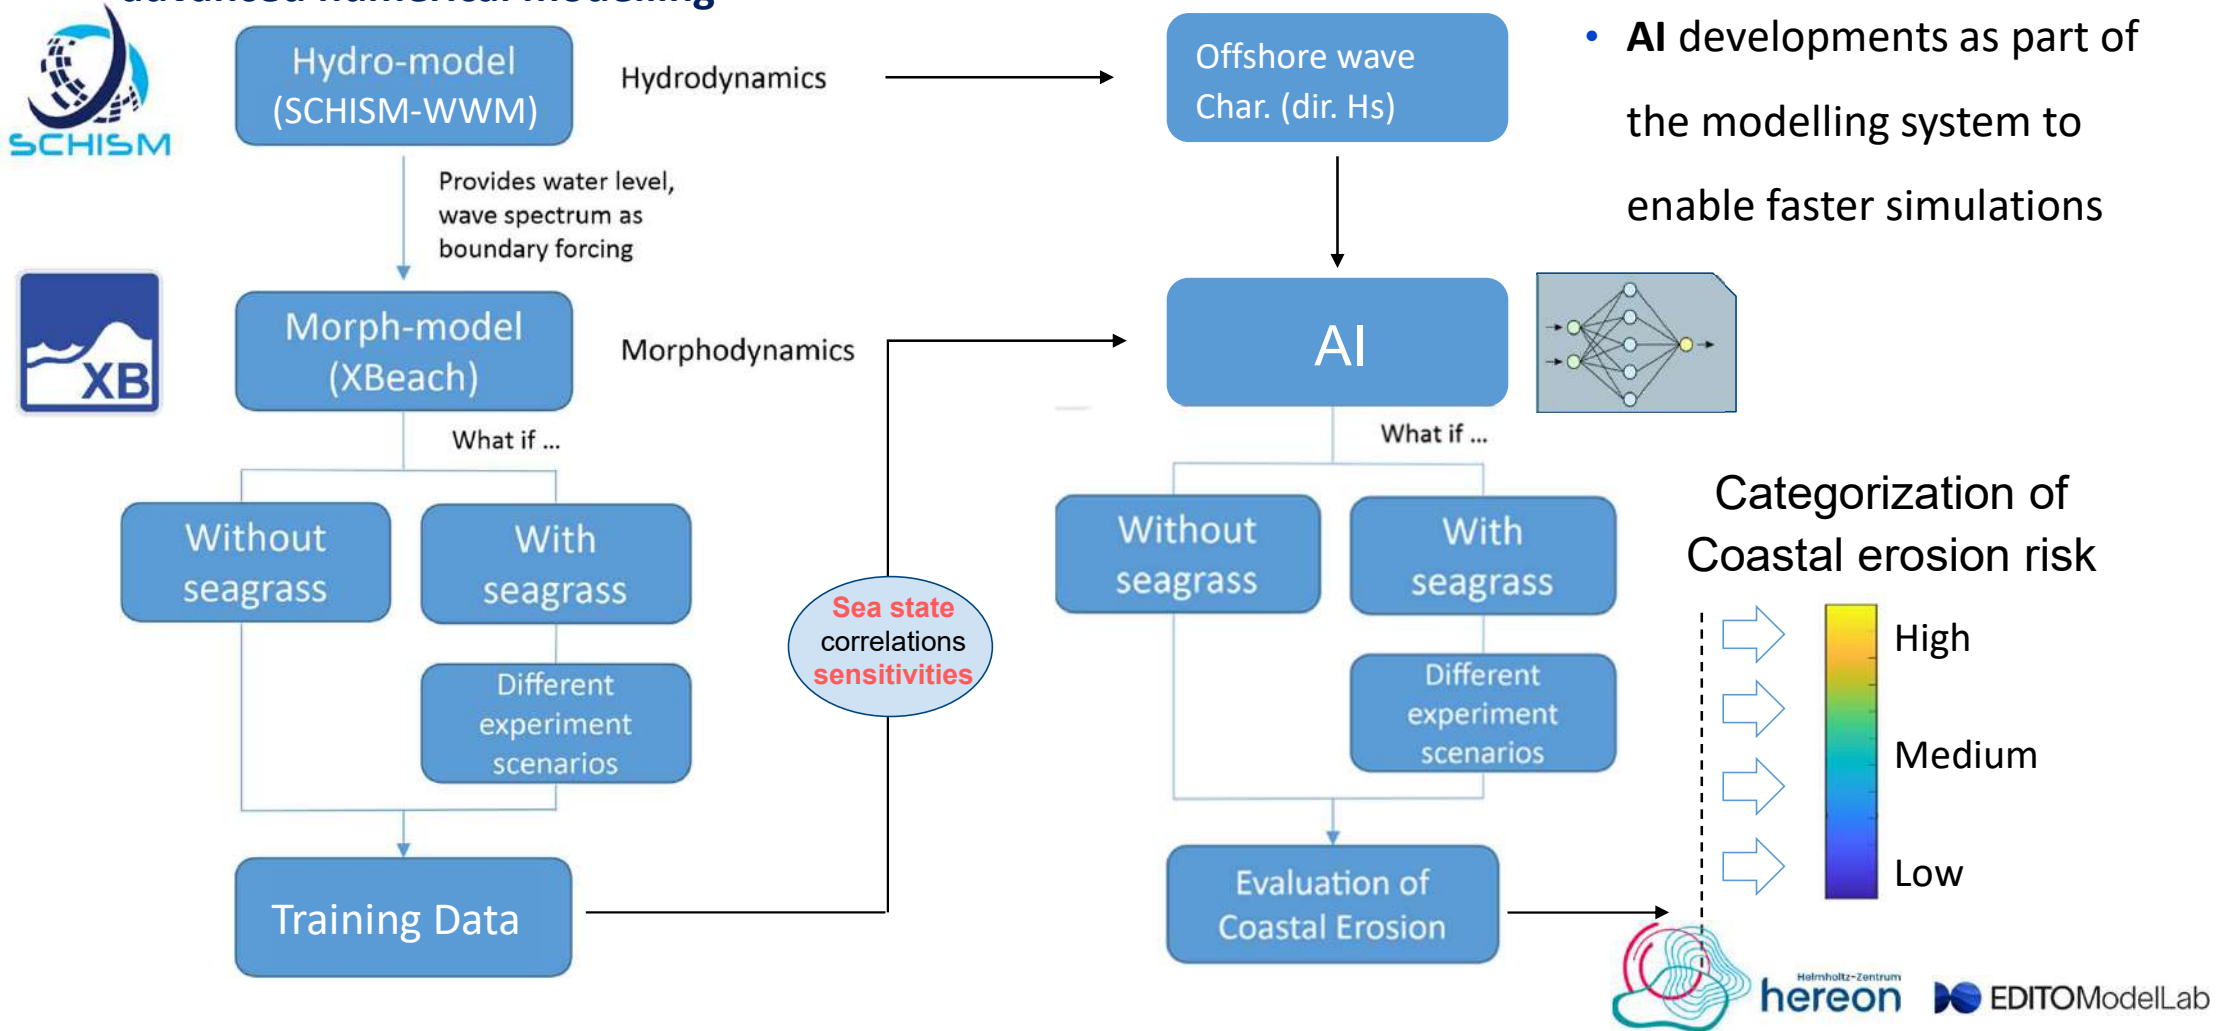 advanced numerical modelling
SCHISM
Hydro-model
(SCHISM-WWM)
Hydrodynamics
Provides water level,
wave spectrum as
boundary forcing
XB
Morph-model
(XBeach)
Morphodynamics
What if ...
Without
seagrass
With
seagrass
Different
experiment
scenarios
Training Data
Sea state
correlations
sensitivities
Offshore wave
Char. (dir. Hs)
AI
What if ...
Without
seagrass
With
seagrass
Different
experiment
scenarios
Evaluation of
Coastal Erosion
• AI developments as part of
the modelling system to
enable faster simulations
Categorization of
Coastal erosion risk
High
Medium
Low
Helmholtz-Zentrum
hereon
EDITOModelLab